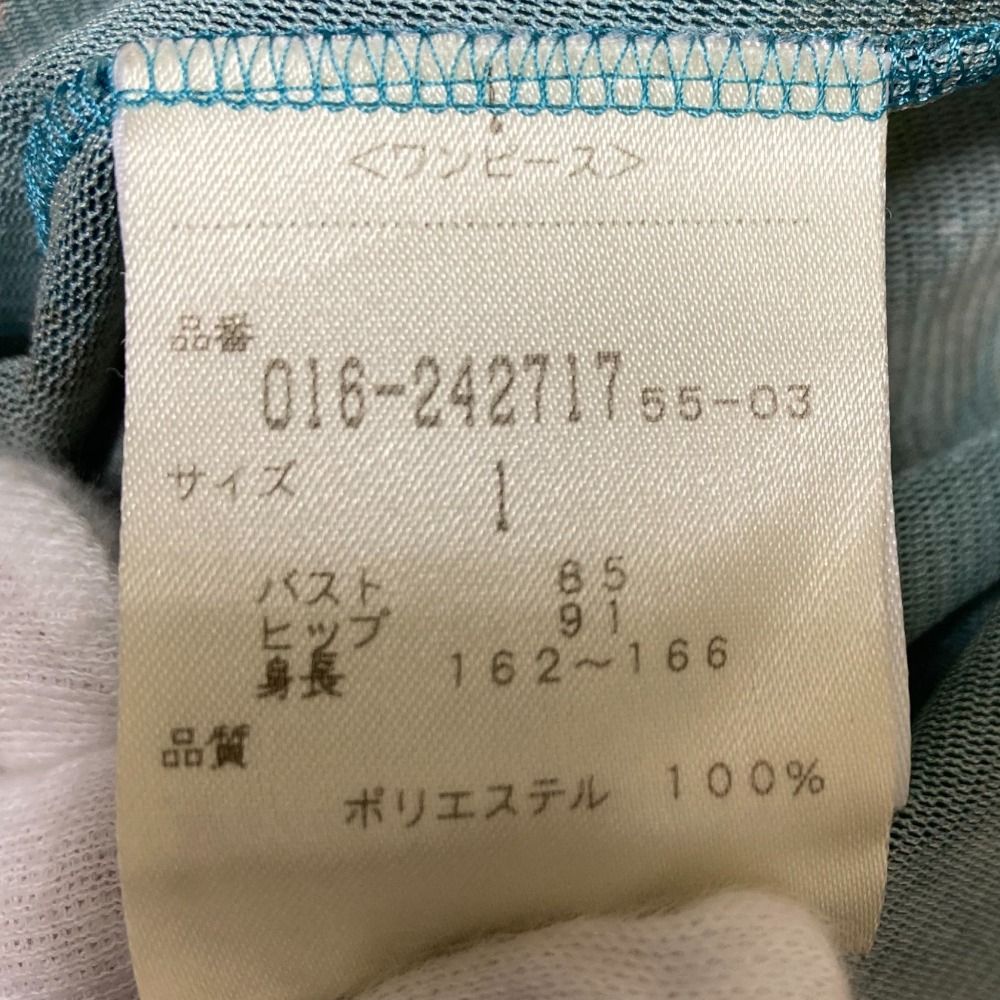 <ワンピース>
品番 016-242717 55-03
サイズ 1
バスト 85
ヒップ 91
身長 162～166
品質
ポリエステル 100%